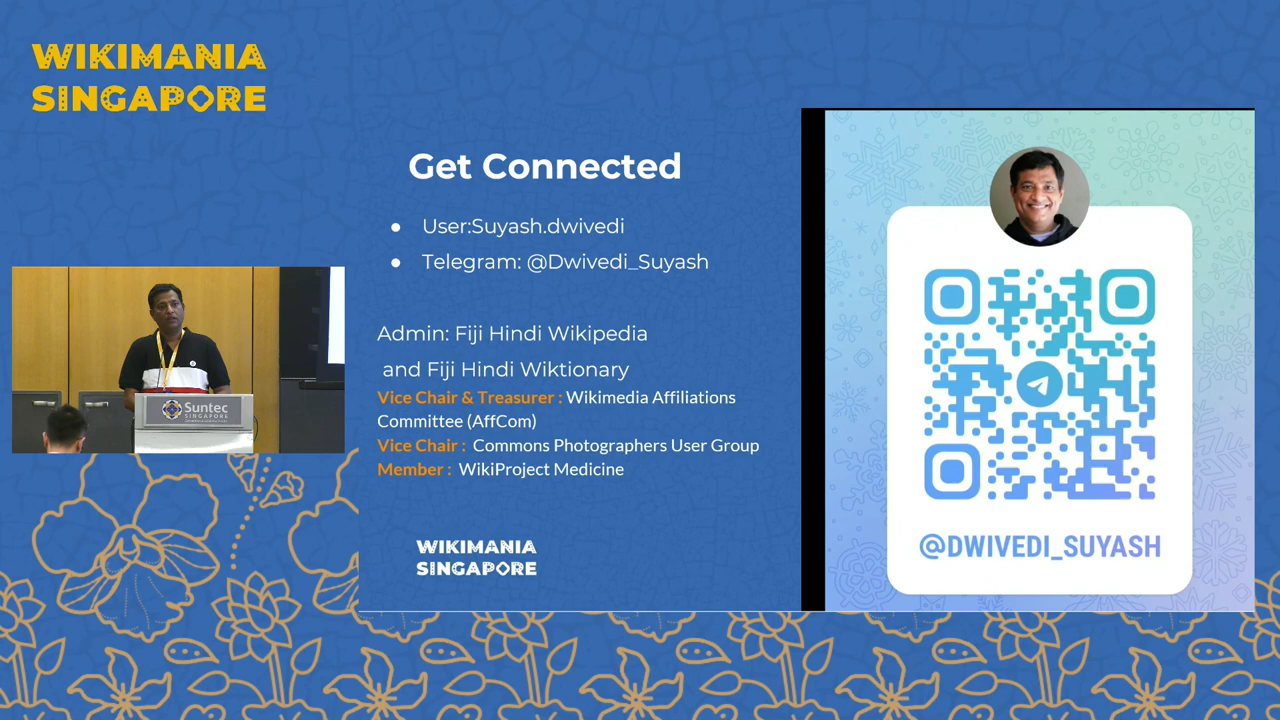 WIKIMANIA
SINGAPORE
Get Connected
● User:Suyash.dwivedi
● Telegram: @Dwivedi_Suyash
Admin: Fiji Hindi Wikipedia
and Fiji Hindi Wiktionary
Vice Chair & Treasurer : Wikimedia Affiliations
Committee (AffCom)
Vice Chair : Commons Photographers User Group
Member : WikiProject Medicine
WIKIMANIA
SINGAPORE
@DWIVEDI_SUYASH
Suntec
SINGAPORE